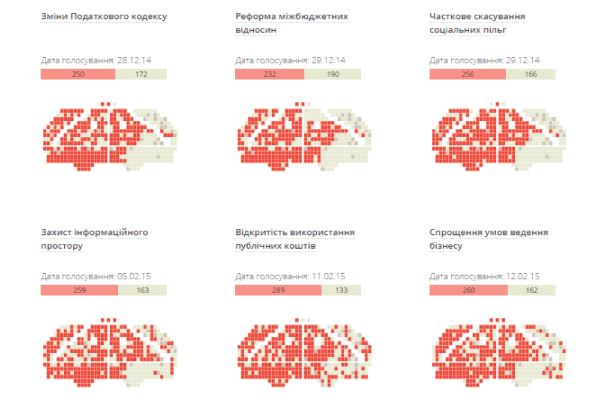 Зміни Податкового кодексу
Дата голосування: 28.12.14
250 172
Реформа міжбюджетних
відносин
Дата голосування: 29.12.14
232 190
Часткове скасування
соціальних пільг
Дата голосування: 29.12.14
256 166
Захист інформаційного
простору
Дата голосування: 05.02.15
259 163
Відкритість використання
публічних коштів
Дата голосування: 11.02.15
289 133
Спрощення умов ведення
бізнесу
Дата голосування: 12.02.15
260 162